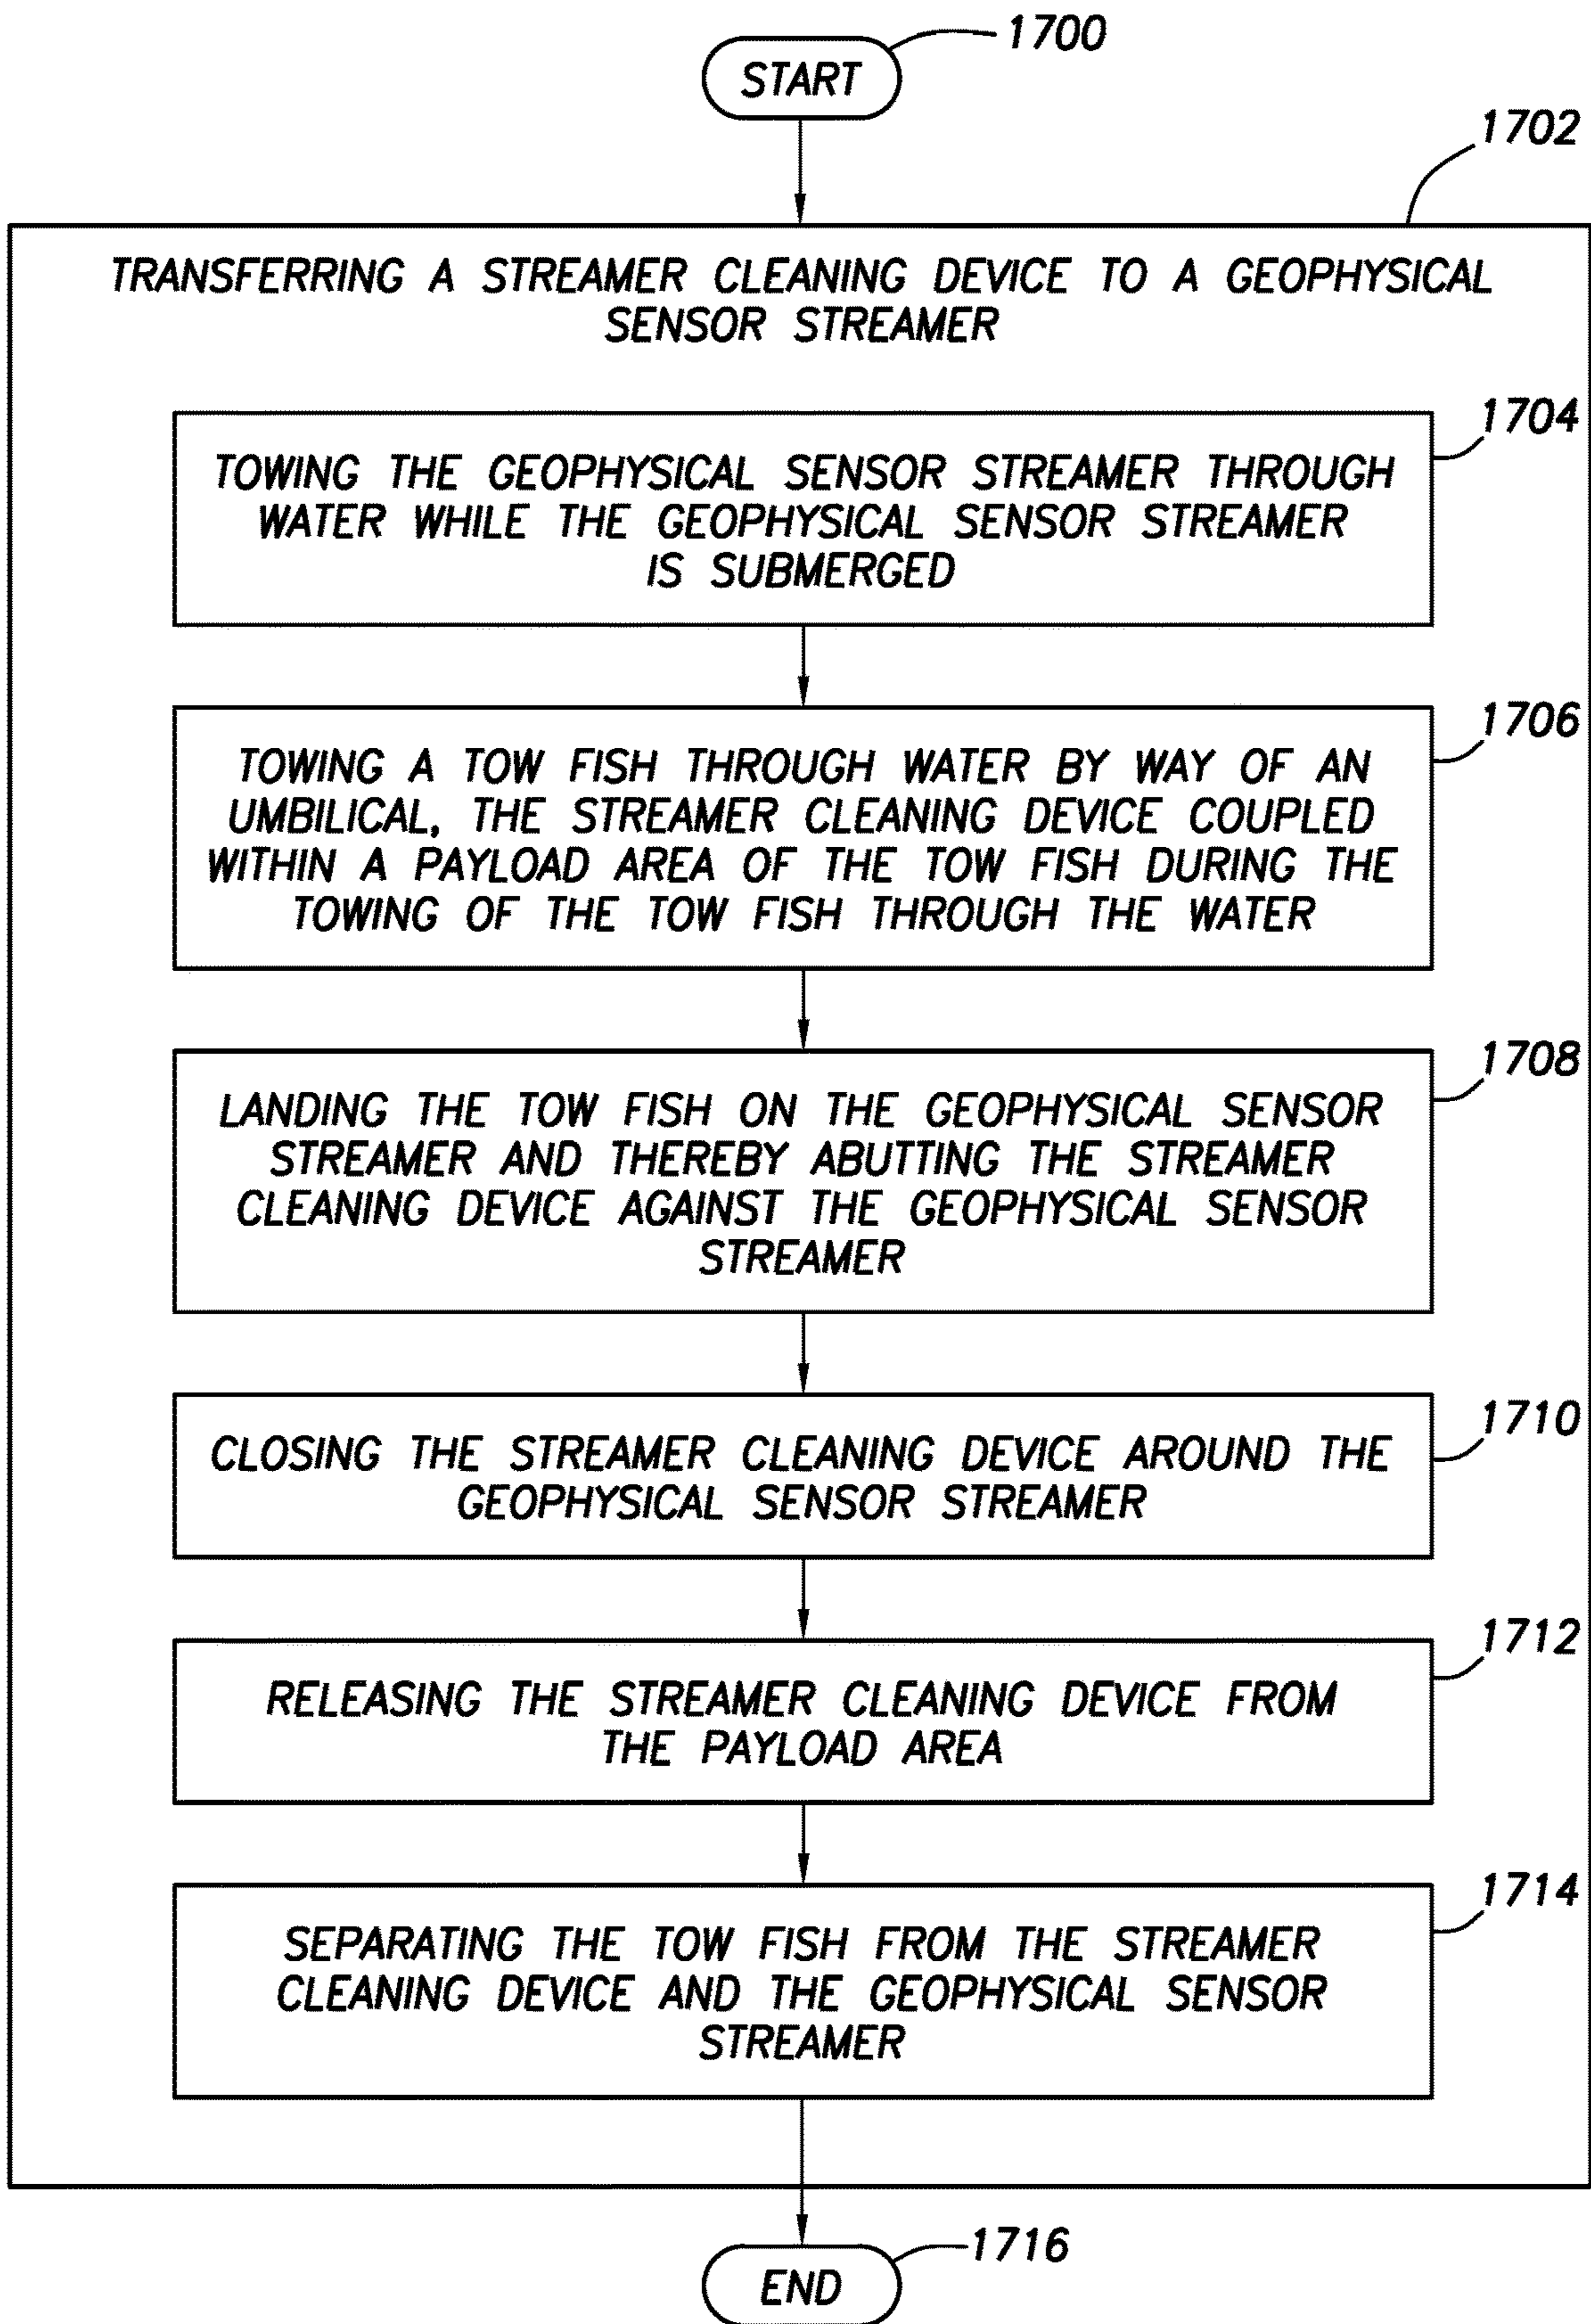 1700
START
1702
TRANSFERRING A STREAMER CLEANING DEVICE TO A GEOPHYSICAL
SENSOR STREAMER
1704
TOWING THE GEOPHYSICAL SENSOR STREAMER THROUGH
WATER WHILE THE GEOPHYSICAL SENSOR STREAMER
IS SUBMERGED
1706
TOWING A TOW FISH THROUGH WATER BY WAY OF AN
UMBILICAL, THE STREAMER CLEANING DEVICE COUPLED
WITHIN A PAYLOAD AREA OF THE TOW FISH DURING THE
TOWING OF THE TOW FISH THROUGH THE WATER
1708
LANDING THE TOW FISH ON THE GEOPHYSICAL SENSOR
STREAMER AND THEREBY ABUTTING THE STREAMER
CLEANING DEVICE AGAINST THE GEOPHYSICAL SENSOR
STREAMER
1710
CLOSING THE STREAMER CLEANING DEVICE AROUND THE
GEOPHYSICAL SENSOR STREAMER
1712
RELEASING THE STREAMER CLEANING DEVICE FROM
THE PAYLOAD AREA
1714
SEPARATING THE TOW FISH FROM THE STREAMER
CLEANING DEVICE AND THE GEOPHYSICAL SENSOR
STREAMER
1716
END